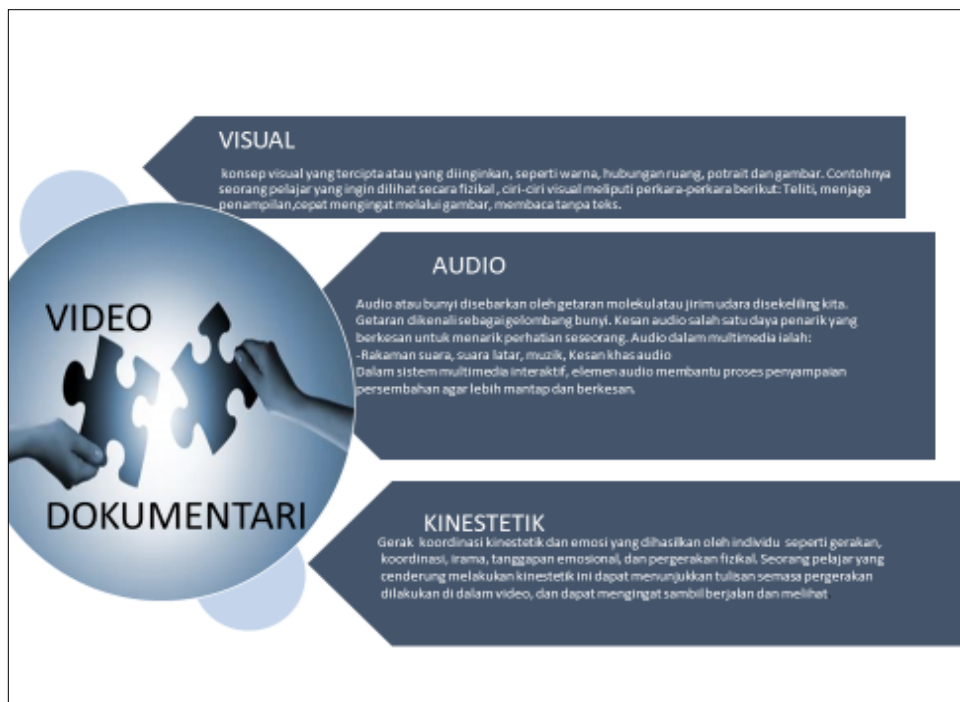 VISUAL
konsep visual yang tercipta atau yang diinginkan, seperti warna, hubungan ruang, potrait dan gambar. Contohnya
seorang pelajar yang ingin dilihat secara fizikal , ciri-ciri visual meliputi perkara-perkara berikut: Teliti, menjaga
penampilan,cepat mengingat melalui gambar, membaca tanpa teks.
AUDIO
Audio atau bunyi disebarkan oleh getaran molekul atau jirim udara disekeliling kita.
Getaran dikenali sebagai gelombang bunyi. Kesan audio salah satu daya penarik yang
berkesan untuk menarik perhatian seseorang. Audio dalam multimedia ialah:
-Rakaman suara, suara latar, muzik, Kesan khas audio
Dalam sistem multimedia interaktif, elemen audio membantu proses penyampaian
persembahan agar lebih mantap dan berkesan.
VIDEO
DOKUMENTARI
KINESTETIK
Gerak koordinasi kinestetik dan emosi yang dihasilkan oleh individu seperti gerakan,
koordinasi, irama, tanggapan emosional, dan pergerakan fizikal. Seorang pelajar yang
cenderung melakukan kinestetik ini dapat menunjukkan tulisan semasa pergerakan
dilakukan di dalam video, dan dapat mengingat sambil berjalan dan melihat.